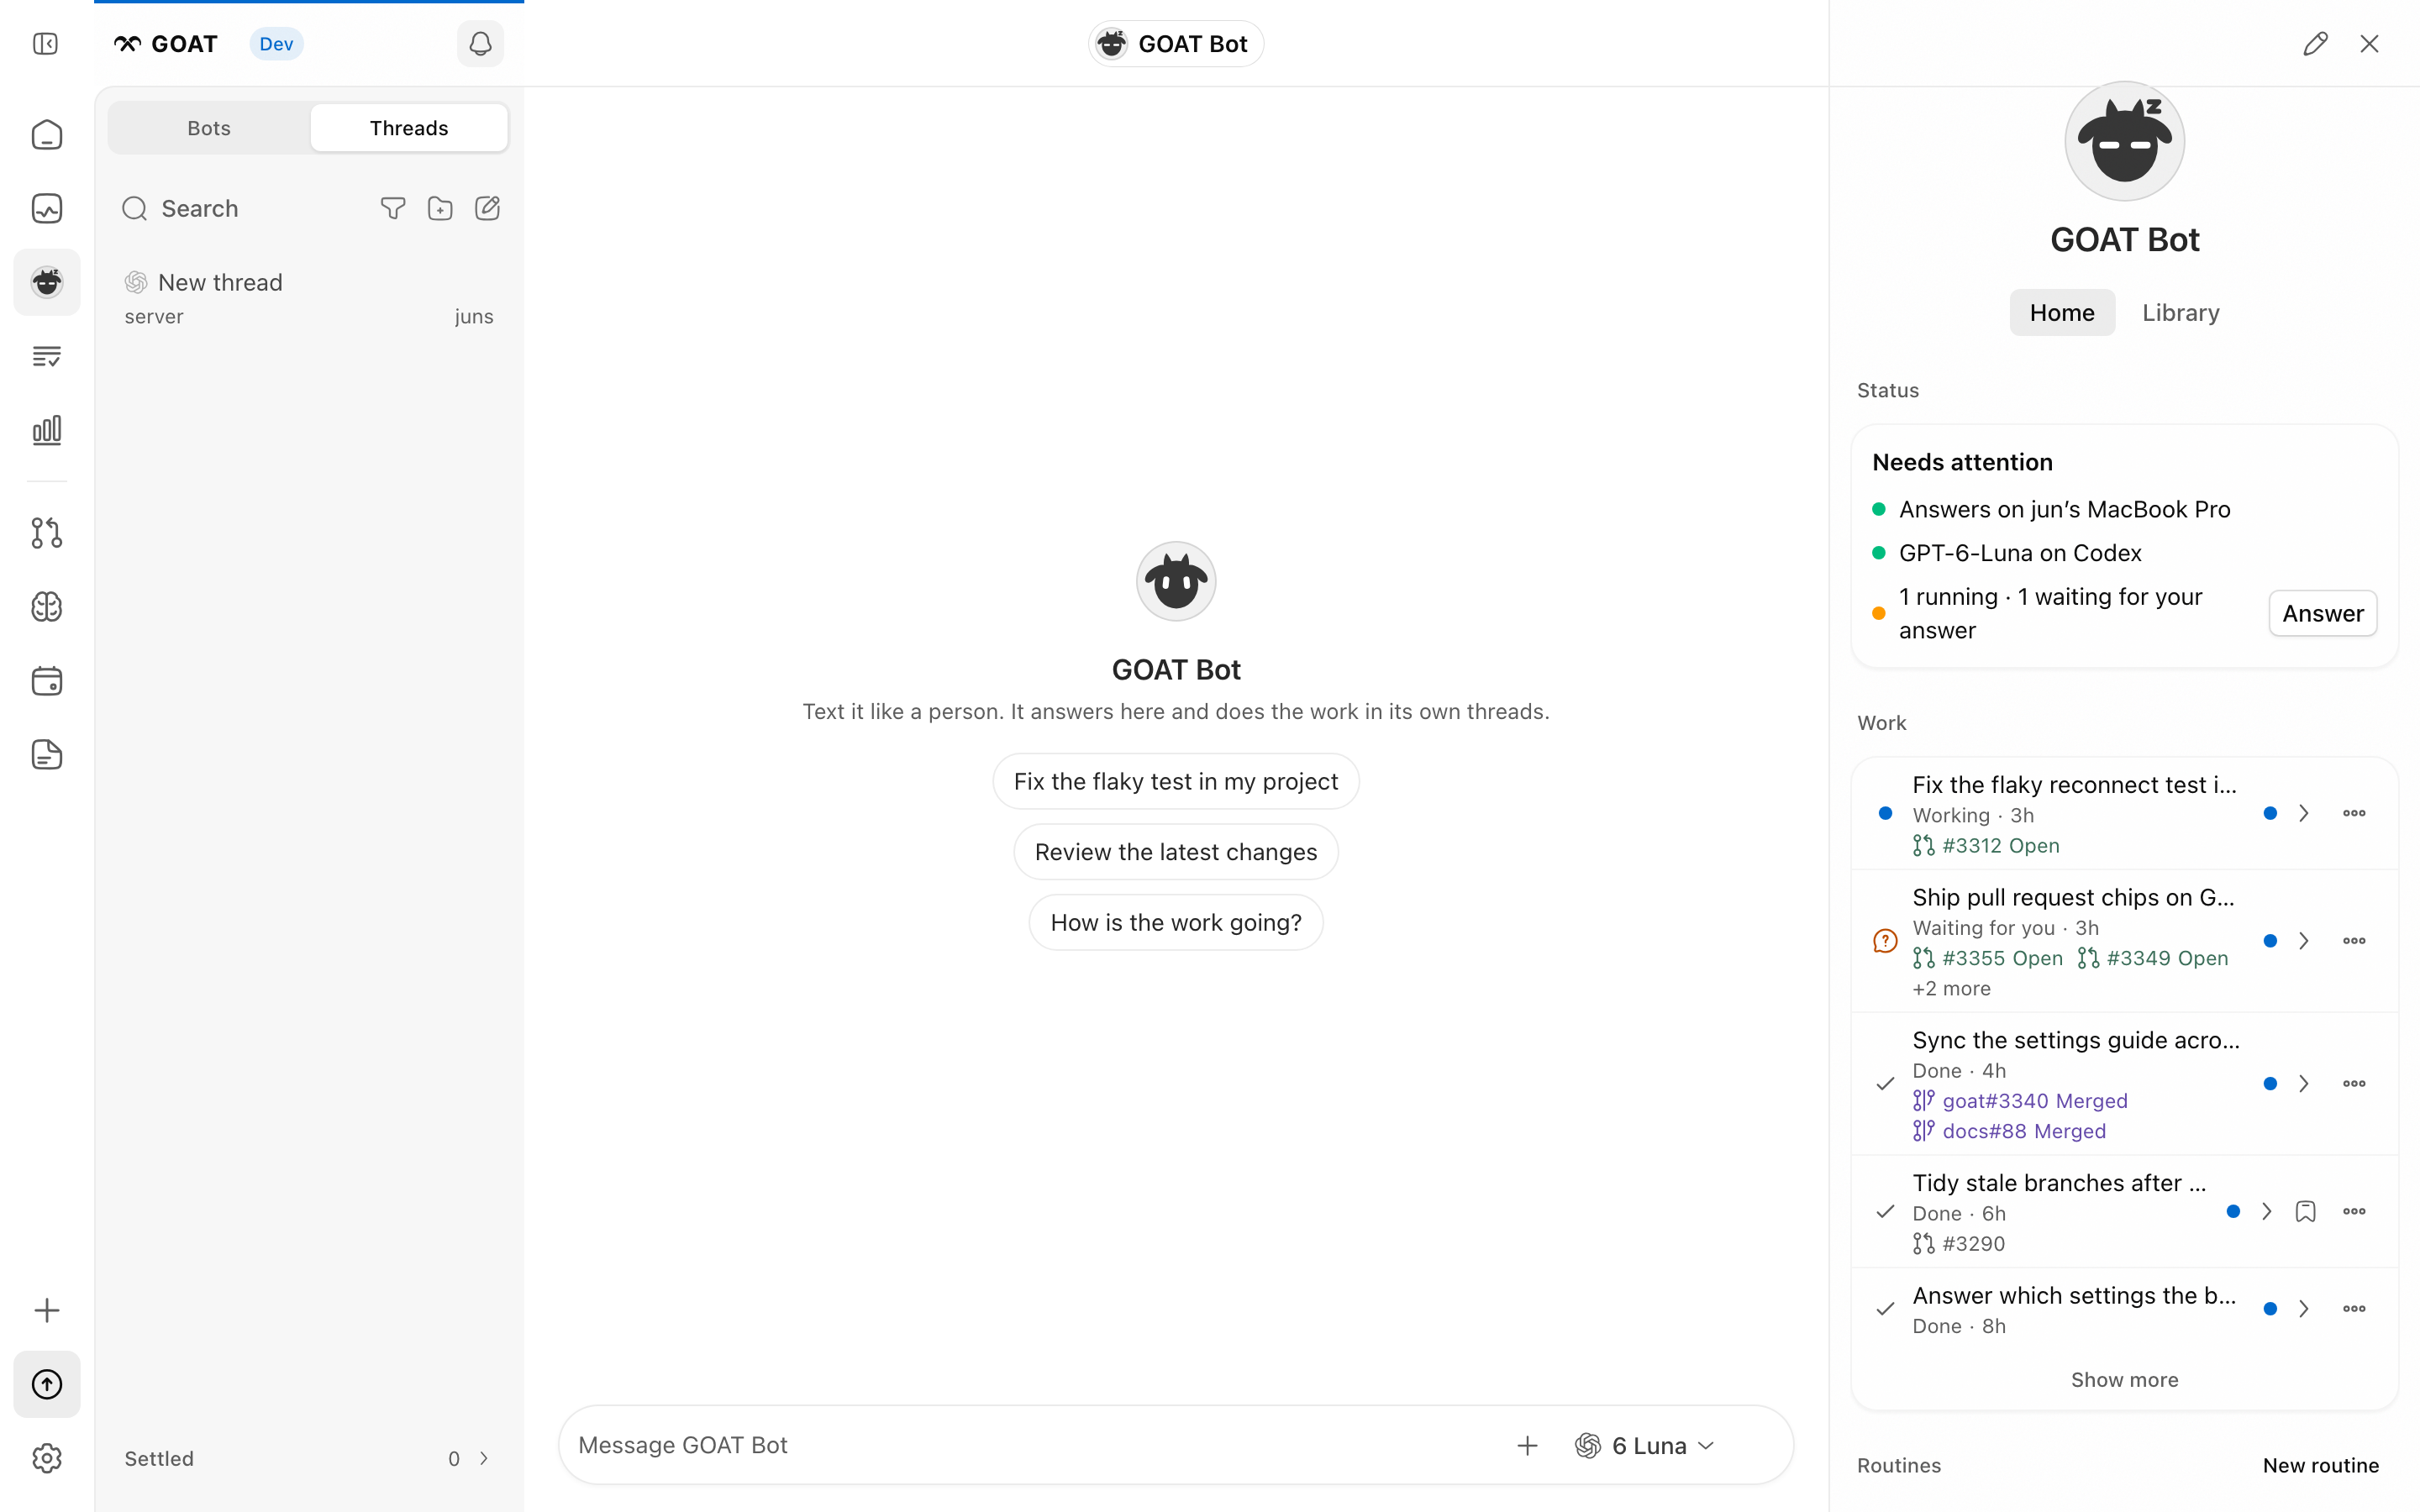 GOAT
Dev
Bots
Threads
Search
New thread
server
juns
Settled
0
GOAT Bot
GOAT Bot
Text it like a person. It answers here and does the work in its own threads.
Fix the flaky test in my project
Review the latest changes
How is the work going?
Message GOAT Bot
6 Luna
GOAT Bot
Home
Library
Status
Needs attention
Answers on jun’s MacBook Pro
GPT-6-Luna on Codex
1 running · 1 waiting for your
answer
Answer
Work
Fix the flaky reconnect test i...
Working · 3h
#3312 Open
Ship pull request chips on G...
Waiting for you · 3h
#3355 Open #3349 Open
+2 more
Sync the settings guide acro...
Done · 4h
goat#3340 Merged
docs#88 Merged
Tidy stale branches after ...
Done · 6h
#3290
Answer which settings the b...
Done · 8h
Show more
Routines
New routine